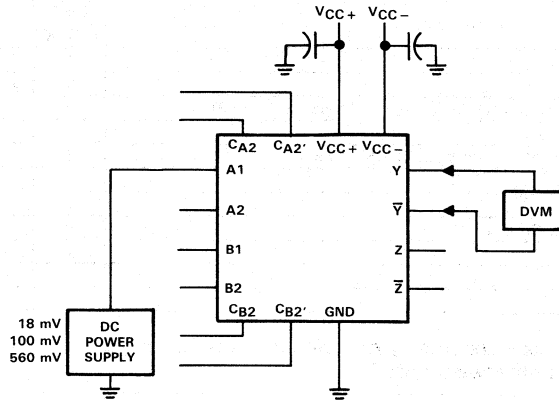 VCC+ VCC−
CA2 CA2' VCC+ VCC−
A1 Y
A2 Y̅
DVM
B1 Z
B2 Z̅
CB2 CB2' GND
18 mV
100 mV
560 mV
DC
POWER
SUPPLY